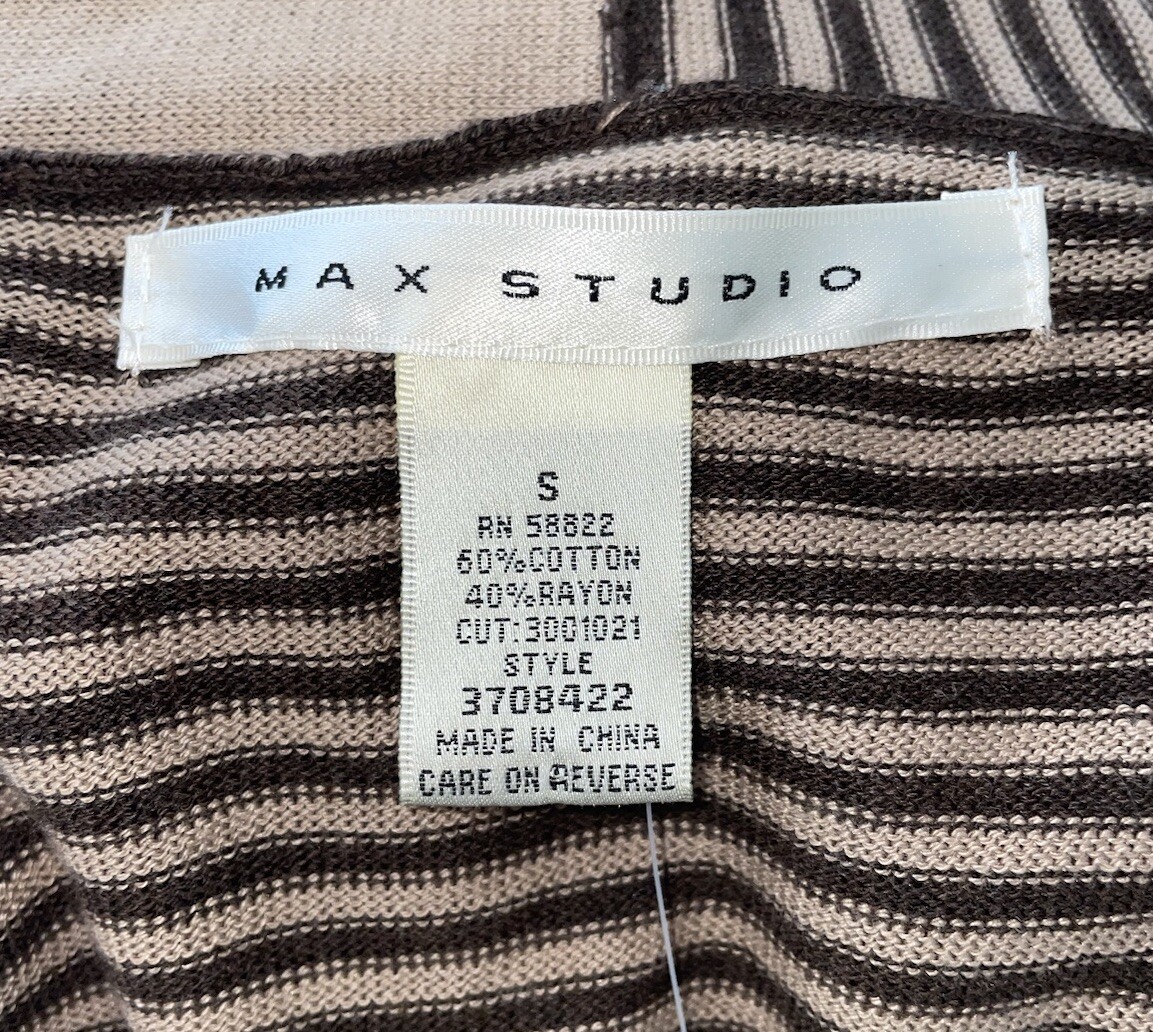 MAX STUDIO
S
RN 58822
60%COTTON
40%RAYON
CUT:3001021
STYLE
3708422
MADE IN CHINA
CARE ON REVERSE